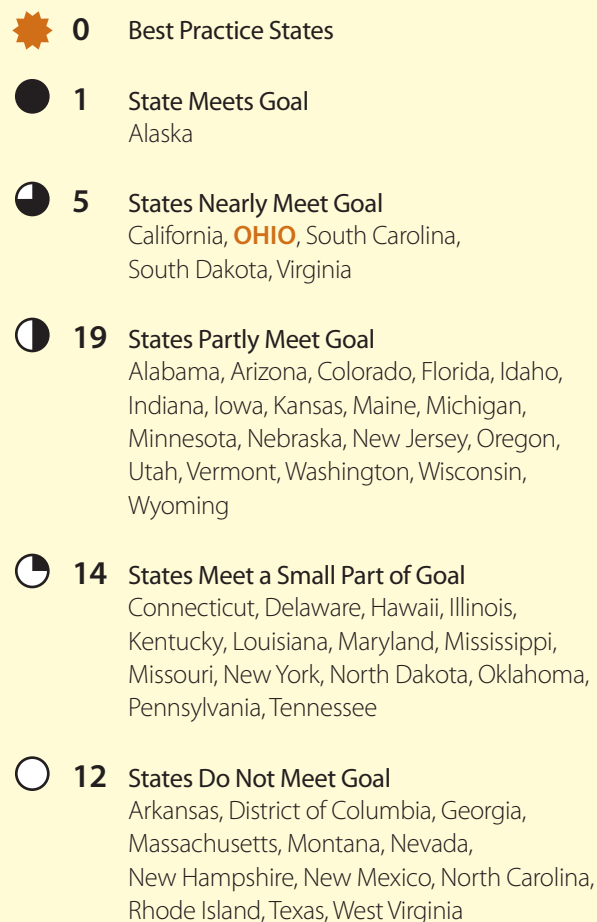 0 Best Practice States
1 State Meets Goal
Alaska
5 States Nearly Meet Goal
California, OHIO, South Carolina,
South Dakota, Virginia
19 States Partly Meet Goal
Alabama, Arizona, Colorado, Florida, Idaho,
Indiana, Iowa, Kansas, Maine, Michigan,
Minnesota, Nebraska, New Jersey, Oregon,
Utah, Vermont, Washington, Wisconsin,
Wyoming
14 States Meet a Small Part of Goal
Connecticut, Delaware, Hawaii, Illinois,
Kentucky, Louisiana, Maryland, Mississippi,
Missouri, New York, North Dakota, Oklahoma,
Pennsylvania, Tennessee
12 States Do Not Meet Goal
Arkansas, District of Columbia, Georgia,
Massachusetts, Montana, Nevada,
New Hampshire, New Mexico, North Carolina,
Rhode Island, Texas, West Virginia